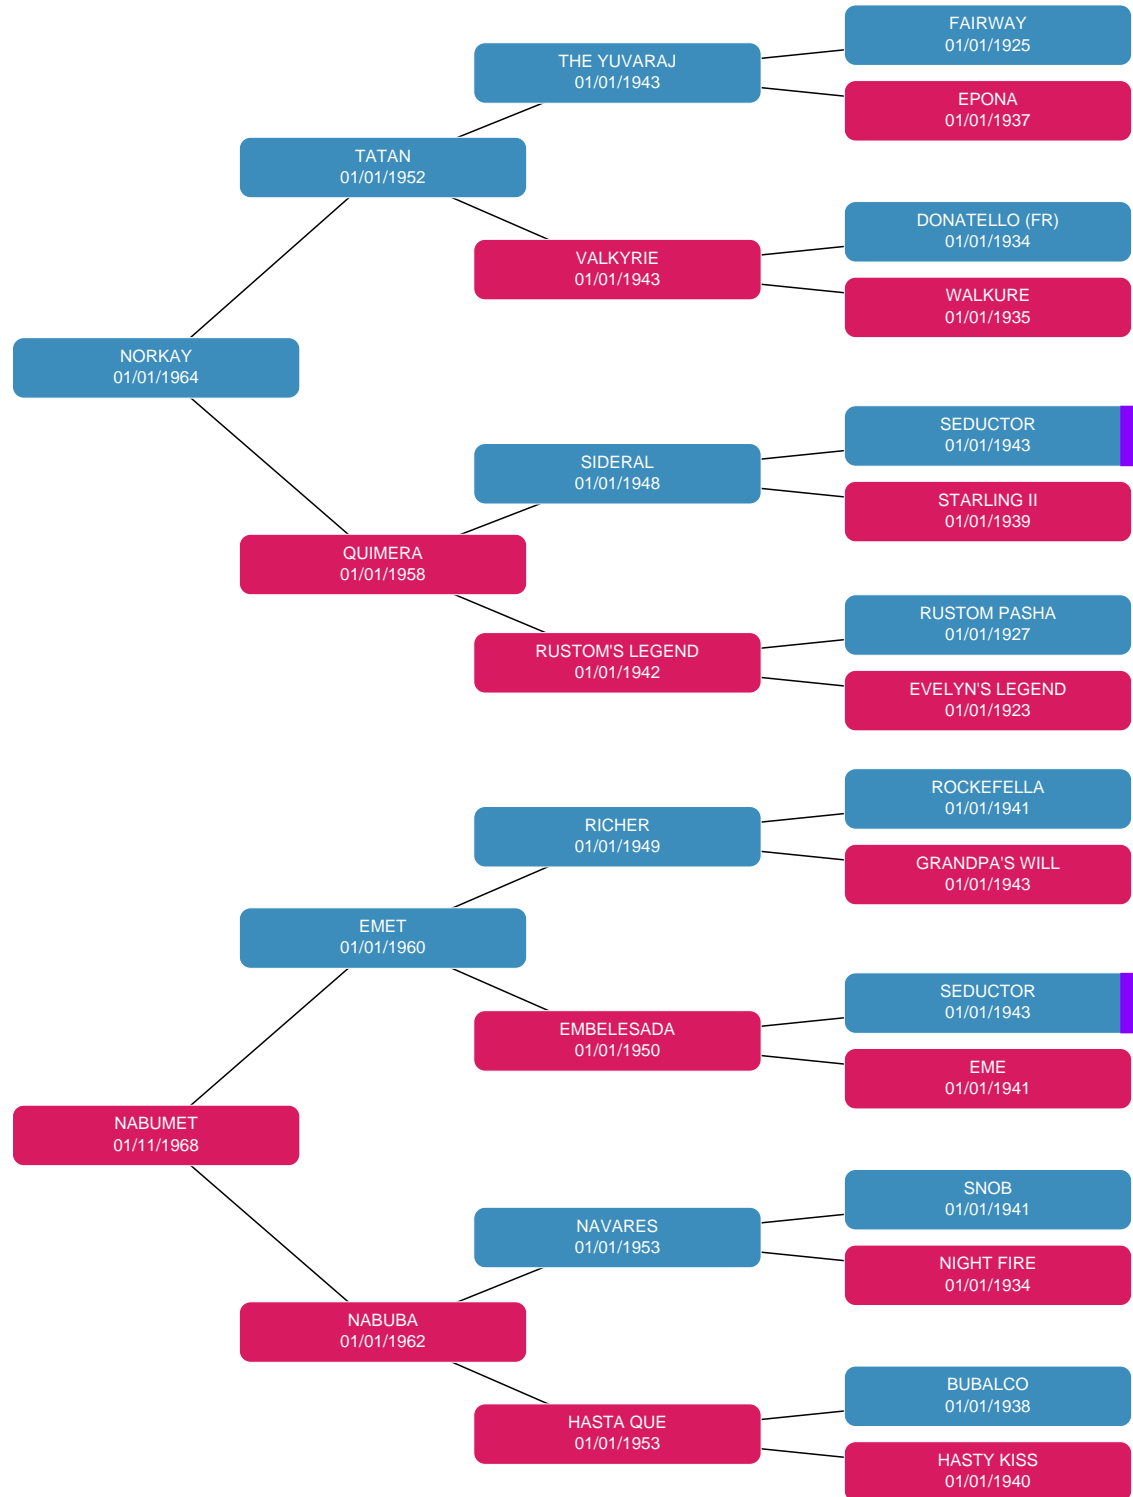 FAIRWAY
01/01/1925
THE YUVARAJ
01/01/1943
EPONA
01/01/1937
TATAN
01/01/1952
DONATELLO (FR)
01/01/1934
VALKYRIE
01/01/1943
WALKURE
01/01/1935
NORKAY
01/01/1964
SEDUCTOR
01/01/1943
SIDERAL
01/01/1948
STARLING II
01/01/1939
QUIMERA
01/01/1958
RUSTOM PASHA
01/01/1927
RUSTOM'S LEGEND
01/01/1942
EVELYN'S LEGEND
01/01/1923
ROCKEFELLA
01/01/1941
RICHER
01/01/1949
GRANDPA'S WILL
01/01/1943
EMET
01/01/1960
SEDUCTOR
01/01/1943
EMBELESADA
01/01/1950
EME
01/01/1941
NABUMET
01/11/1968
SNOB
01/01/1941
NAVARES
01/01/1953
NIGHT FIRE
01/01/1934
NABUBA
01/01/1962
BUBALCO
01/01/1938
HASTA QUE
01/01/1953
HASTY KISS
01/01/1940